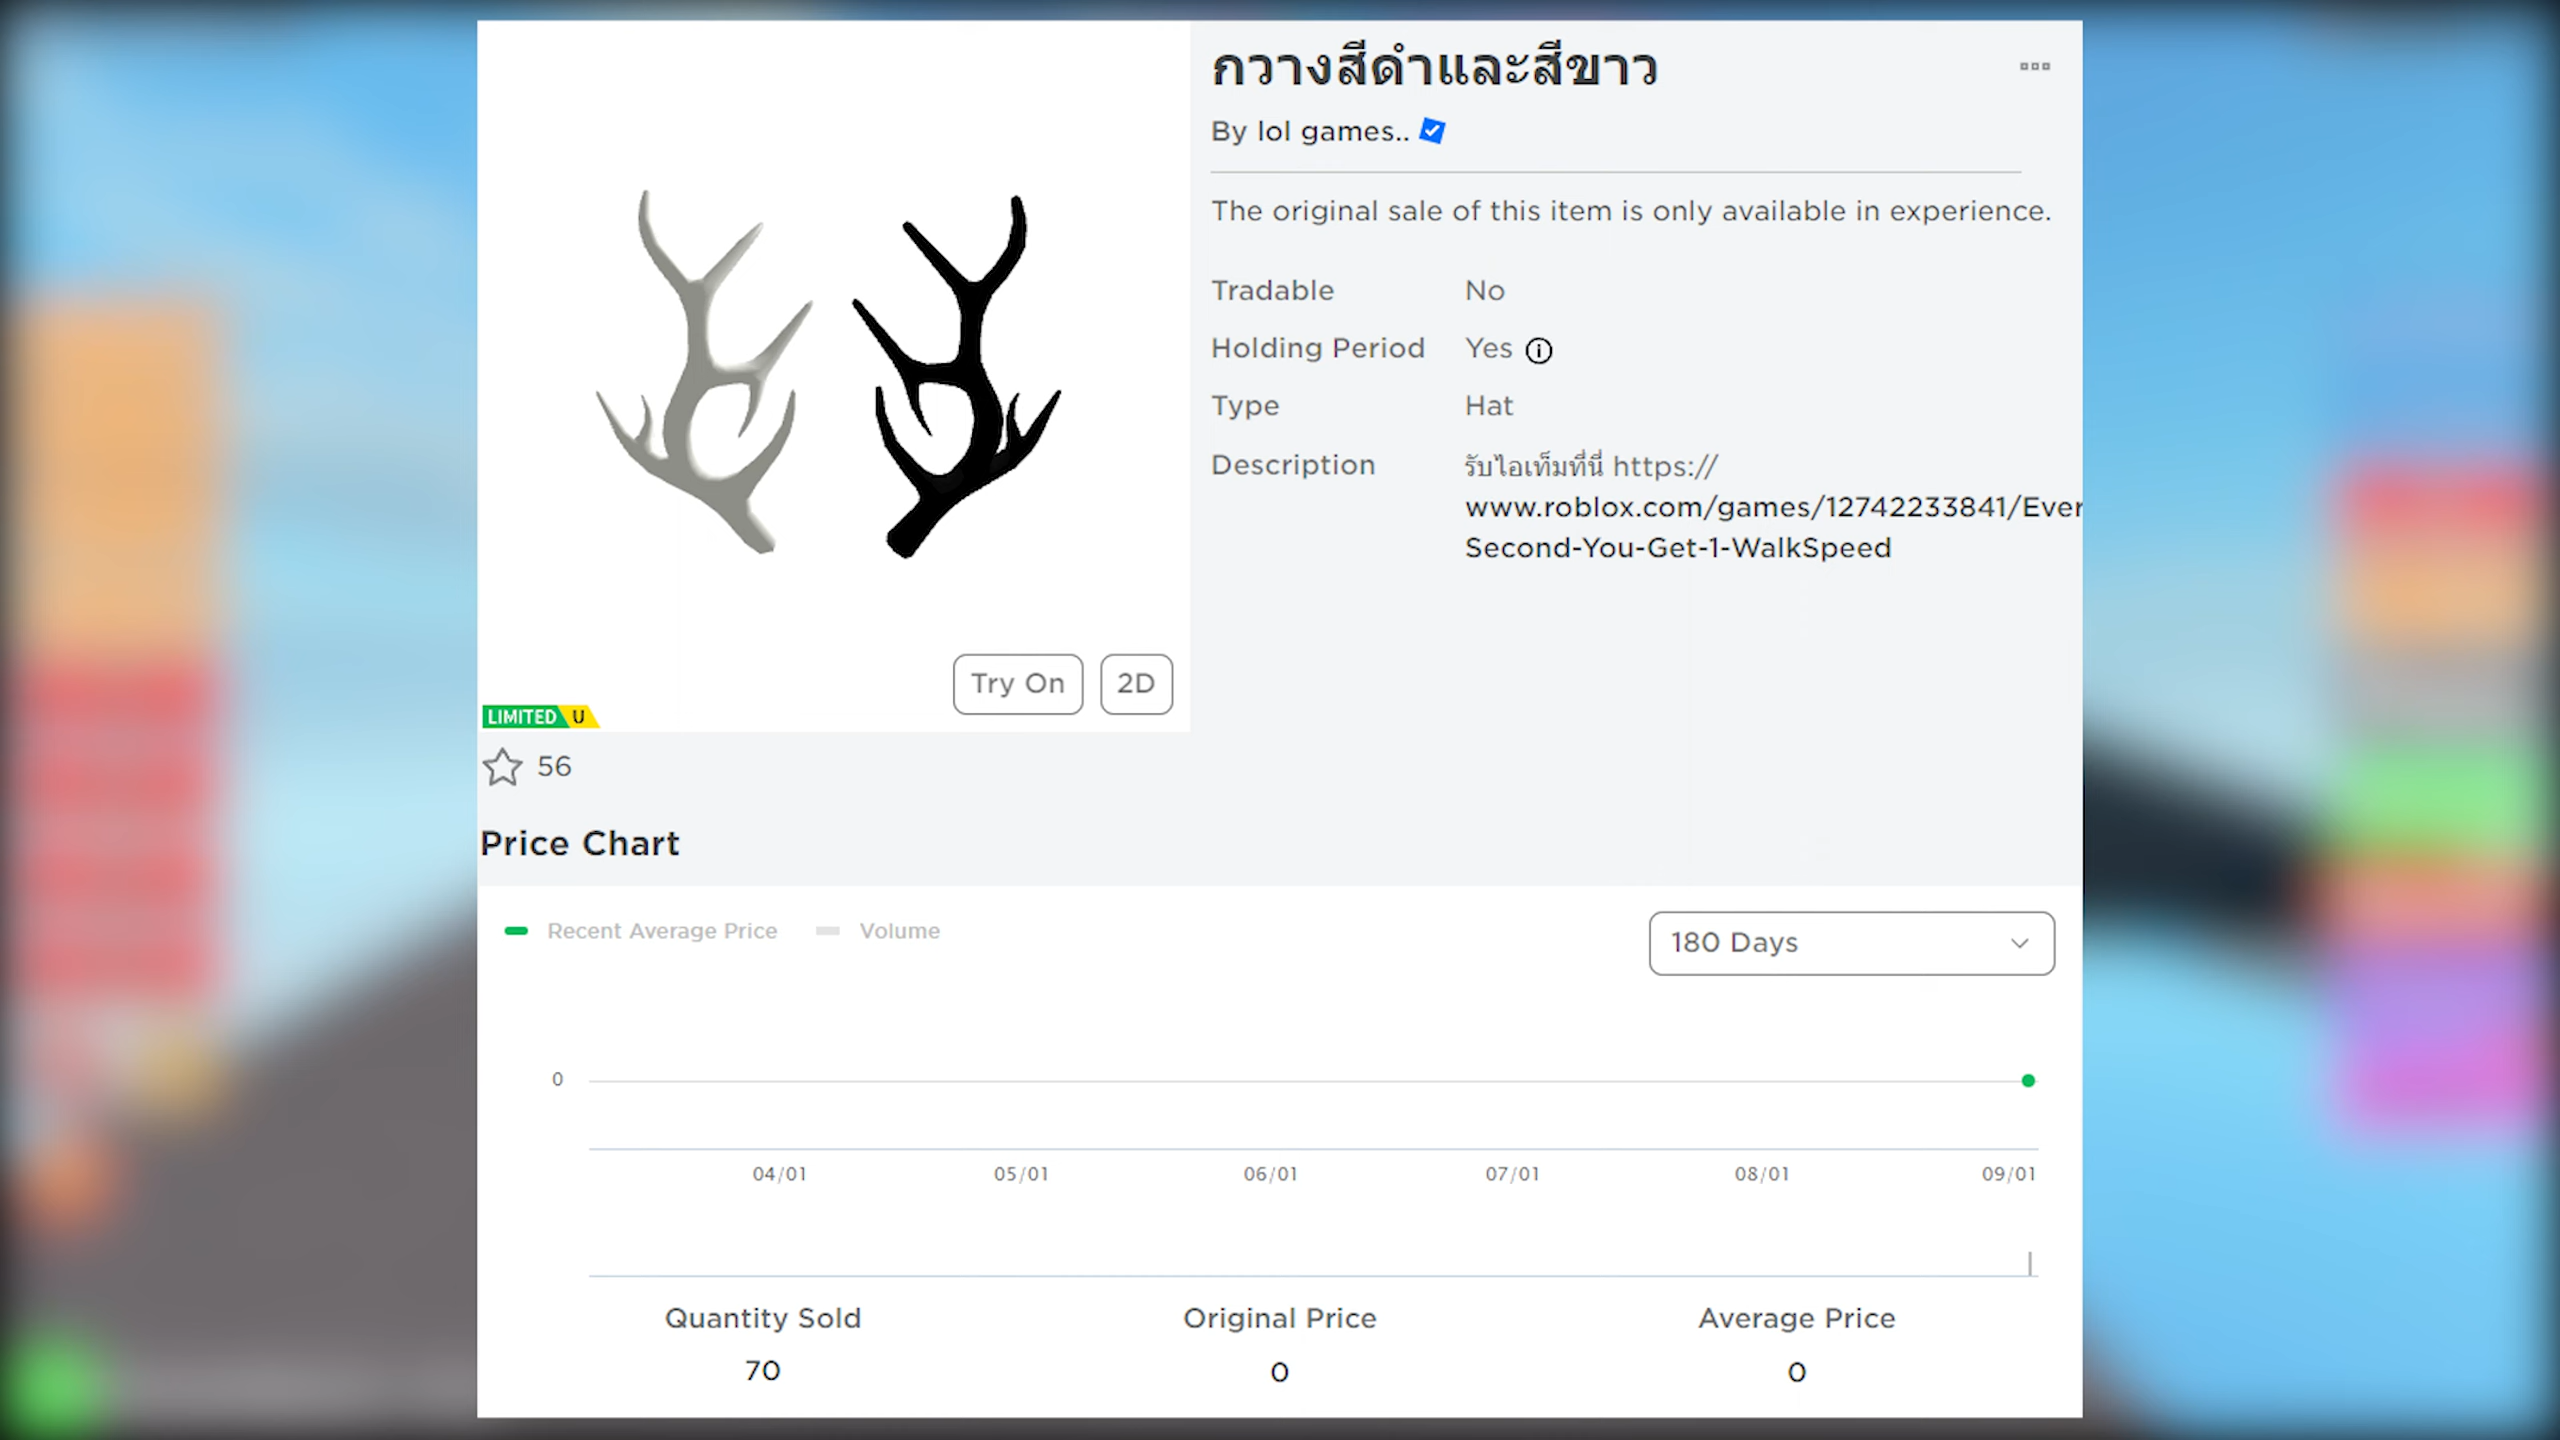 กวางสีดำและสีขาว
By lol games..
The original sale of this item is only available in experience.
Tradable No
Holding Period Yes
Type Hat
Description รับไอเท็มที่นี่ https://
www.roblox.com/games/12742233841/Ever
Second-You-Get-1-WalkSpeed
Try On 2D
LIMITED U
56
Price Chart
Recent Average Price Volume
180 Days
0
04/01 05/01 06/01 07/01 08/01 09/01
Quantity Sold Original Price Average Price
70 0 0